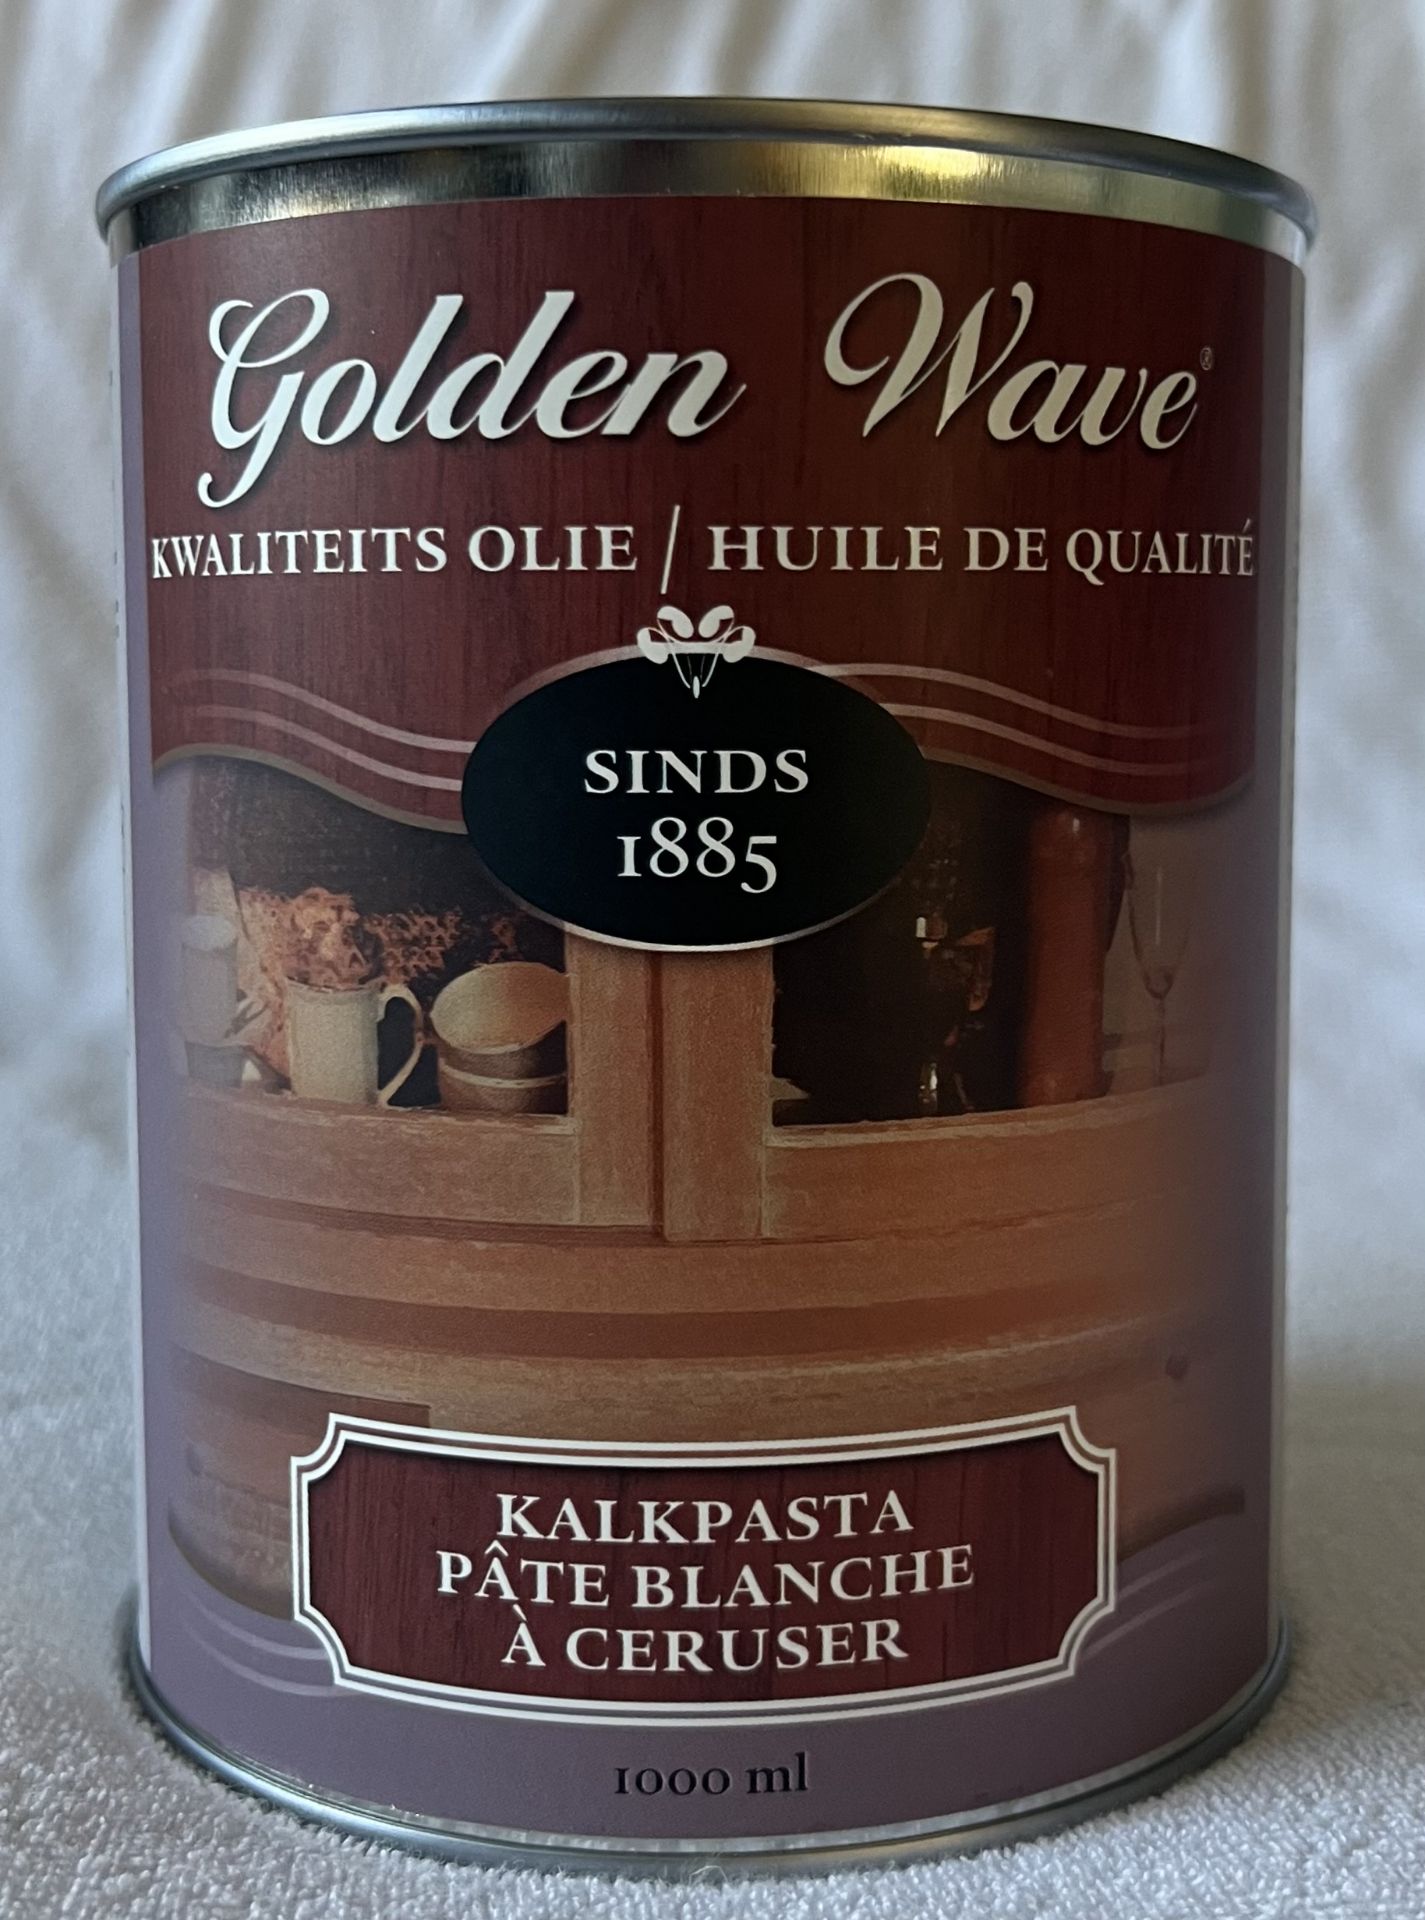 Golden Wave®
KWALITEITS OLIE / HUILE DE QUALITÉ
SINDS
1885
KALKPASTA
PÂTE BLANCHE
À CERUSER
1000 ml